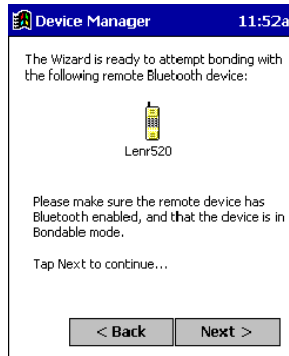 Device Manager 11:52a
The Wizard is ready to attempt bonding with
the following remote Bluetooth device:
Lenr520
Please make sure the remote device has
Bluetooth enabled, and that the device is in
Bondable mode.
Tap Next to continue...
< Back Next >